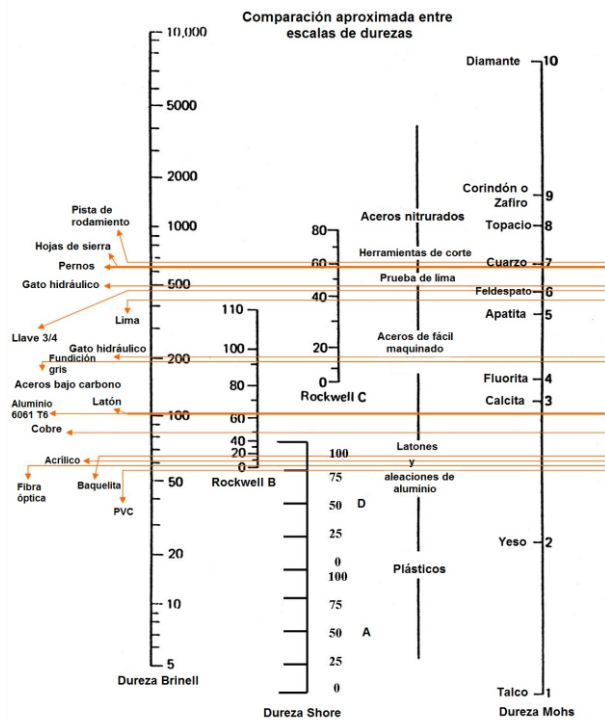 Comparación aproximada entre
escalas de durezas
10,000
5000
2000
1000
500
200
100
50
20
10
5
Dureza Brinell
Pista de
rodamiento
Hojas de sierra
Pernos
Gato hidráulico
Lima
Llave 3/4
Gato hidráulico
Fundición
gris
Aceros bajo carbono
Aluminio
6061 T6
Latón
Cobre
Acrílico
Fibra
óptica
Baquelita
PVC
110
100
80
60
40
20
0
Rockwell B
80
60
40
20
0
Rockwell C
100
75
50
D
25
0
100
75
50
A
25
0
Dureza Shore
Aceros nitrurados
Herramientas de corte
Prueba de lima
Aceros de fácil
maquinado
Latones
y
aleaciones de
aluminio
Plásticos
Diamante
10
Corindón o
Zafiro
9
Topacio
8
Cuarzo
7
Feldespato
6
Apatita
5
Fluorita
4
Calcita
3
Yeso
2
Talco
1
Dureza Mohs